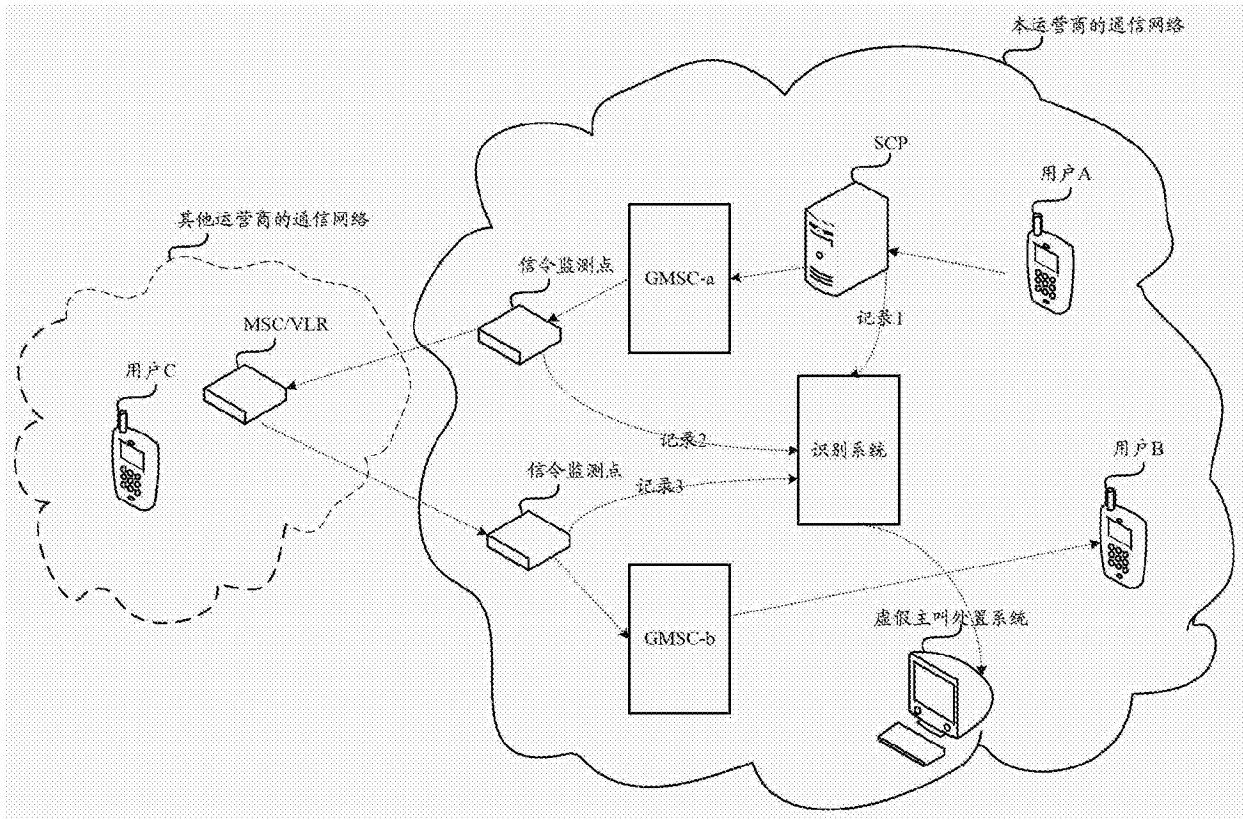 本运营商的通信网络
SCP
用户A
其他运营商的通信网络
信令监测点
GMSC-a
记录1
MSC/VLR
用户C
记录2
识别系统
用户B
信令监测点
记录3
GMSC-b
虚假主叫处置系统